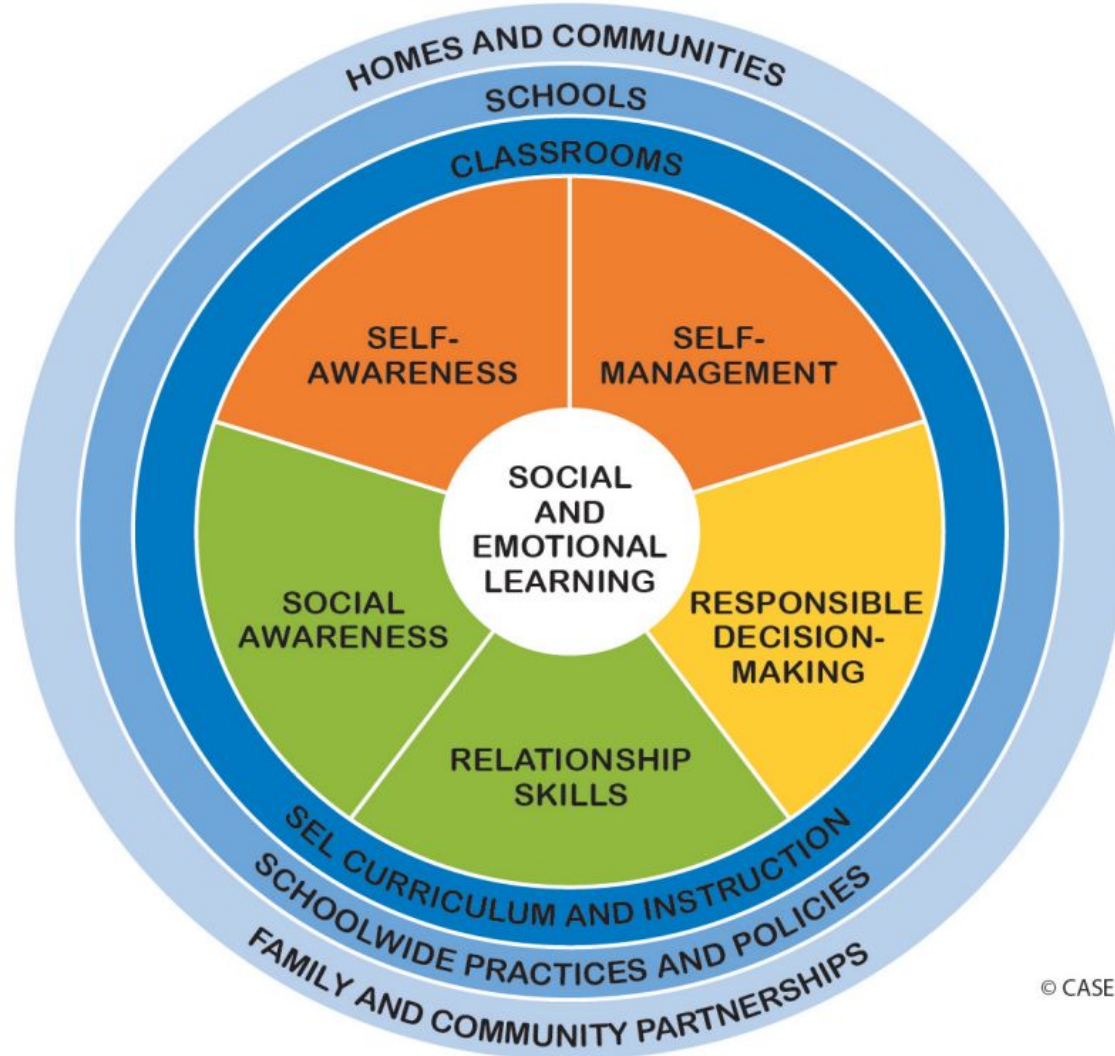 HOMES AND COMMUNITIES
SCHOOLS
CLASSROOMS
SELF-
AWARENESS
SELF-
MANAGEMENT
SOCIAL
AND
EMOTIONAL
LEARNING
SOCIAL
AWARENESS
RESPONSIBLE
DECISION-
MAKING
RELATIONSHIP
SKILLS
SEL CURRICULUM AND INSTRUCTION
SCHOOLWIDE PRACTICES AND POLICIES
FAMILY AND COMMUNITY PARTNERSHIPS
© CASE